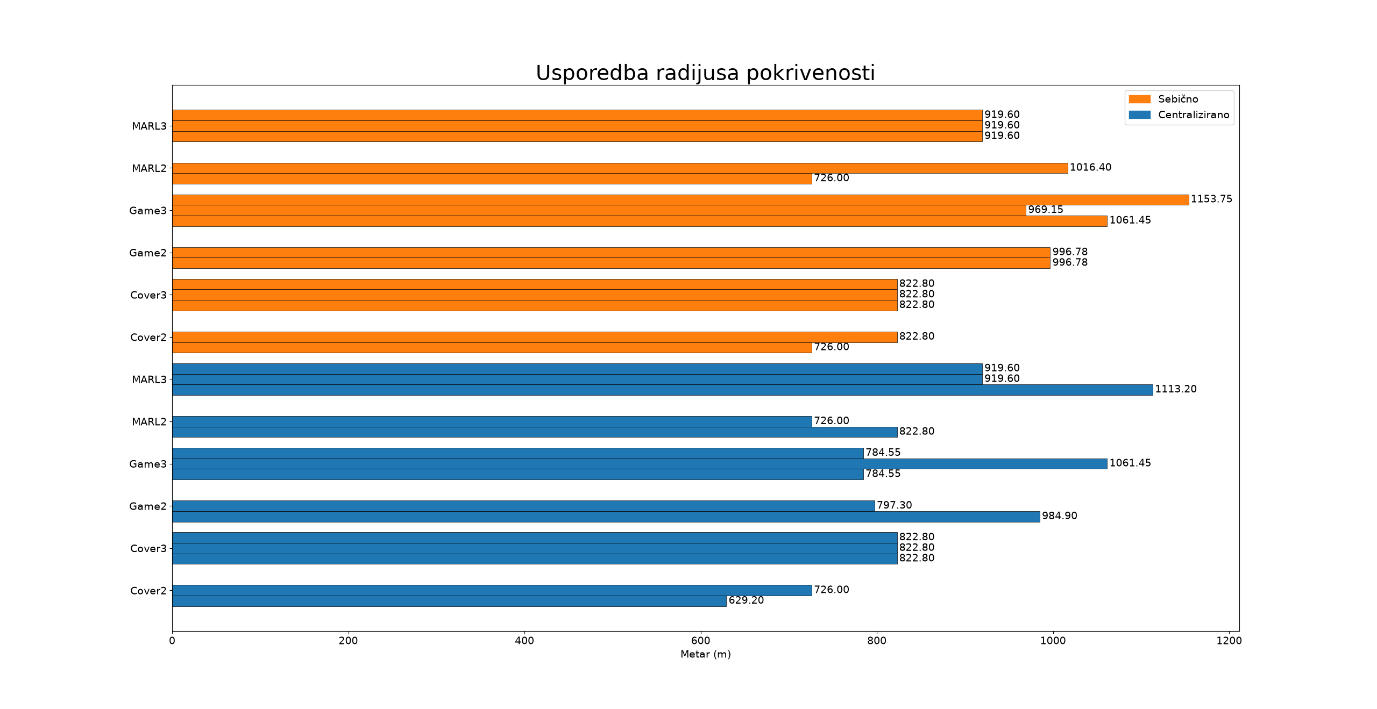 Usporedba radijusa pokrivenosti
Sebično
Centralizirano
MARL3
919.60
919.60
919.60
MARL2
1016.40
726.00
Game3
1153.75
969.15
1061.45
Game2
996.78
996.78
Cover3
822.80
822.80
822.80
Cover2
822.80
726.00
MARL3
919.60
919.60
1113.20
MARL2
726.00
822.80
Game3
784.55
1061.45
784.55
Game2
797.30
984.90
Cover3
822.80
822.80
822.80
Cover2
726.00
629.20
0 200 400 600 800 1000 1200
Metar (m)